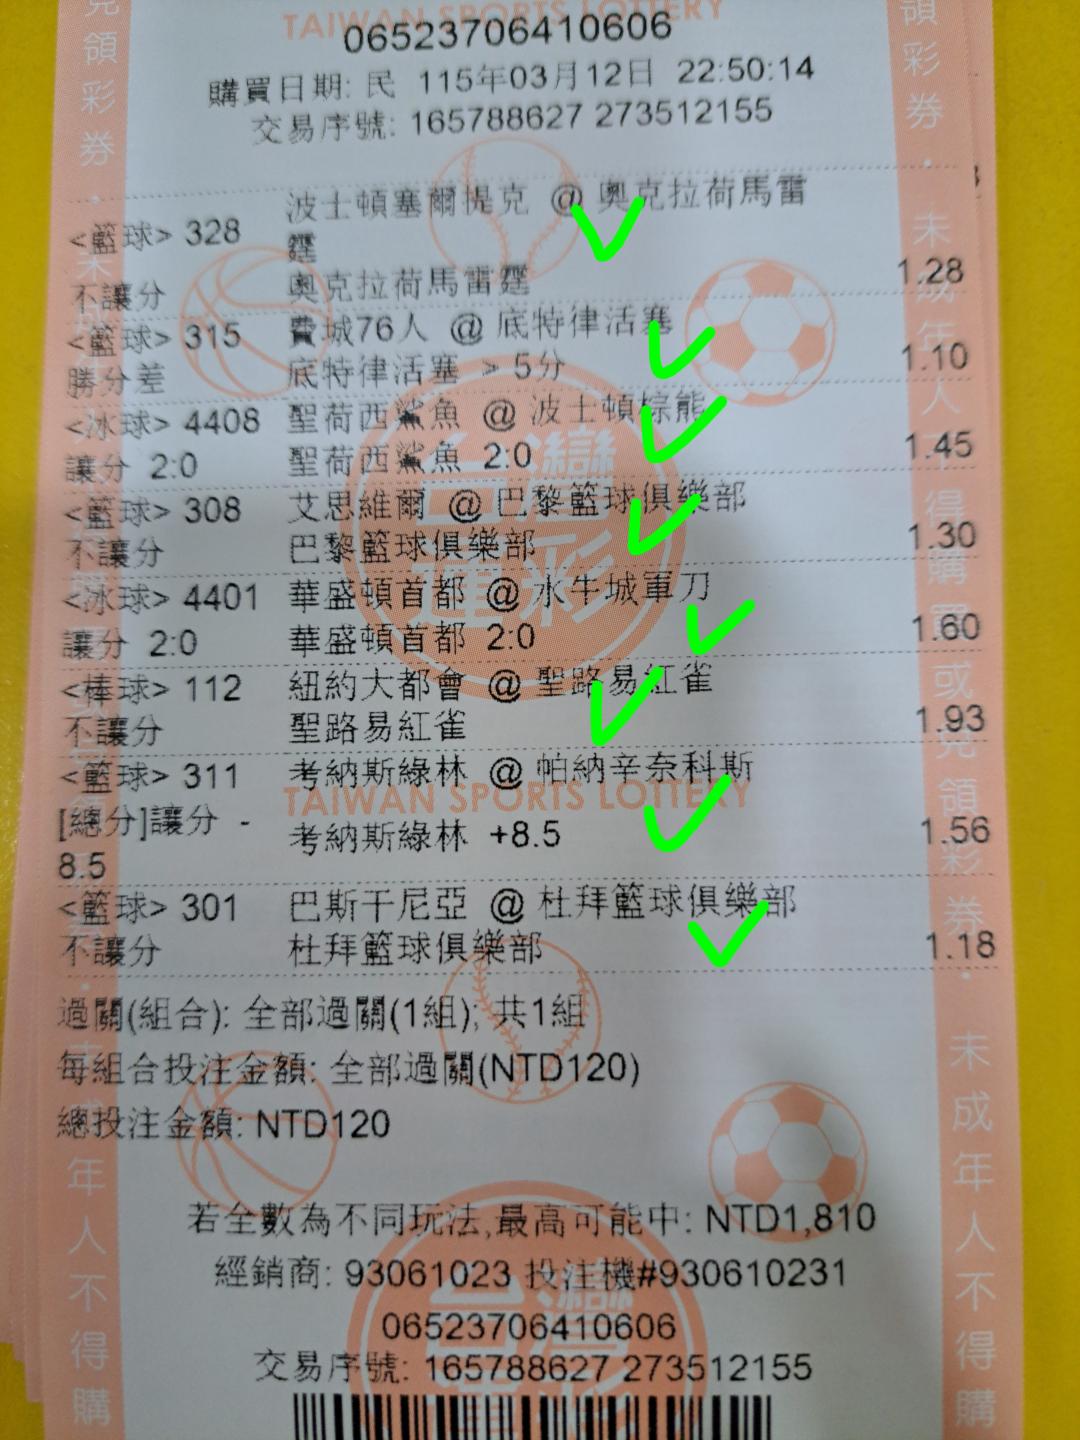 TAIWAN SPORTS LOTTERY
06523706410606
購買日期: 民 115年03月12日 22:50:14
交易序號: 165788627 273512155
<籃球> 328 波士頓塞爾提克 @ 奧克拉荷馬雷霆
不讓分 奧克拉荷馬雷霆 1.28
<籃球> 315 費城76人 @ 底特律活塞
勝分差 底特律活塞 > 5分 1.10
<冰球> 4408 聖荷西鯊魚 @ 波士頓棕熊
讓分 2:0 聖荷西鯊魚 2:0 1.45
<籃球> 308 艾思維爾 @ 巴黎籃球俱樂部
不讓分 巴黎籃球俱樂部 1.30
<冰球> 4401 華盛頓首都 @ 水牛城軍刀
讓分 2:0 華盛頓首都 2:0 1.60
<棒球> 112 紐約大都會 @ 聖路易紅雀
不讓分 聖路易紅雀 1.93
<籃球> 311 考納斯綠林 @ 帕納辛奈科斯
TAIWAN SPORTS LOTTERY
[總分]讓分 -8.5 考納斯綠林 +8.5 1.56
<籃球> 301 巴斯干尼亞 @ 杜拜籃球俱樂部
不讓分 杜拜籃球俱樂部 1.18
過關(組合): 全部過關(1組); 共1組
每組合投注金額: 全部過關(NTD120)
總投注金額: NTD120
若全數為不同玩法,最高可能中: NTD1,810
經銷商: 93061023 投注機#930610231
06523706410606
交易序號: 165788627 273512155
台灣運彩